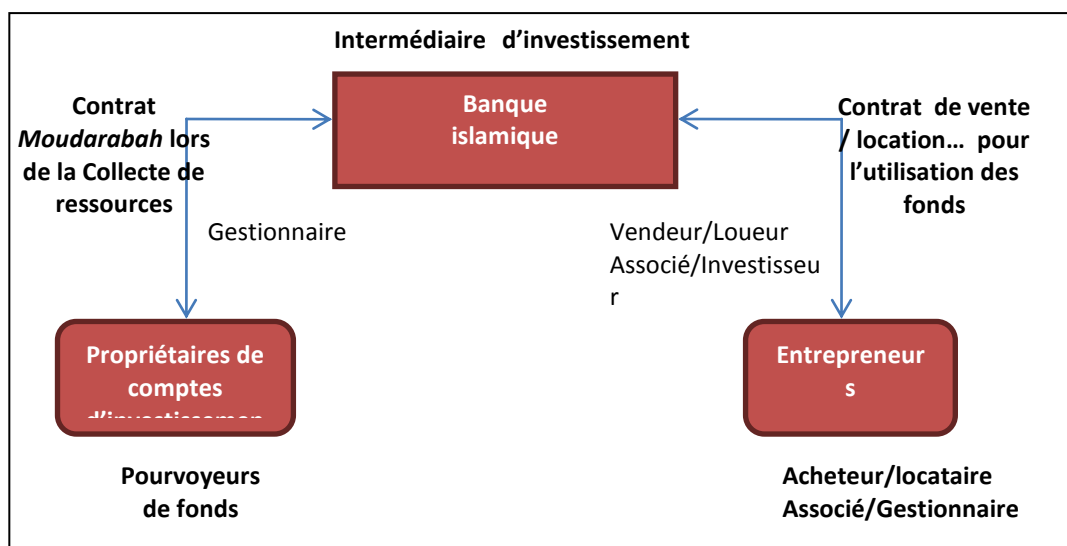 Intermédiaire d’investissement
Banque
islamique
Contrat
Moudarabah lors
de la Collecte de
ressources
Contrat de vente
/ location… pour
l’utilisation des
fonds
Gestionnaire
Vendeur/Loueur
Associé/Investisseu
r
Propriétaires de
comptes
d’investissemen
Entrepreneur
s
Pourvoyeurs
de fonds
Acheteur/locataire
Associé/Gestionnaire